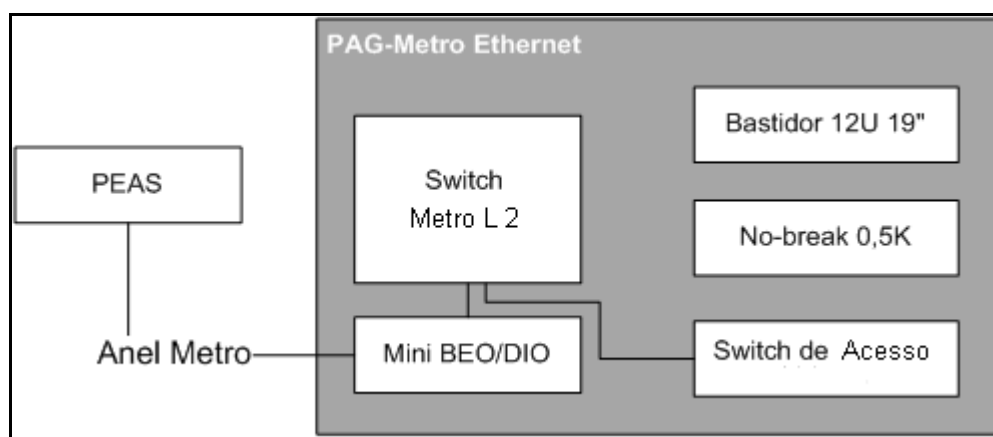 PAG-Metro Ethernet
Bastidor 12U 19"
PEAS
Switch
Metro L 2
No-break 0,5K
Anel Metro
Mini BEO/DIO
Switch de Acesso